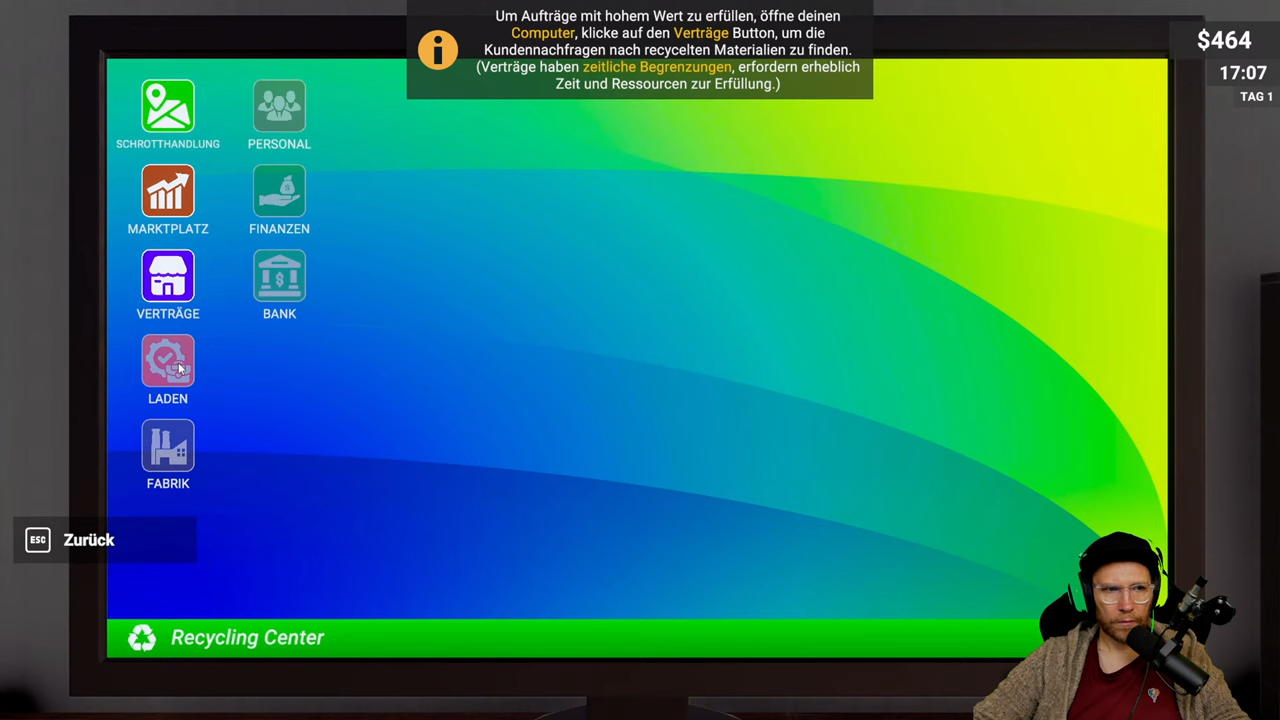 Um Aufträge mit hohem Wert zu erfüllen, öffne deinen
Computer, klicke auf den Verträge Button, um die
Kundennachfragen nach recycelten Materialien zu finden.
(Verträge haben zeitliche Begrenzungen, erfordern erheblich
Zeit und Ressourcen zur Erfüllung.)
$464
17:07
TAG 1
SCHROTTHANDLUNG
PERSONAL
MARKTPLATZ
FINANZEN
VERTRÄGE
BANK
LADEN
FABRIK
ESC Zurück
Recycling Center